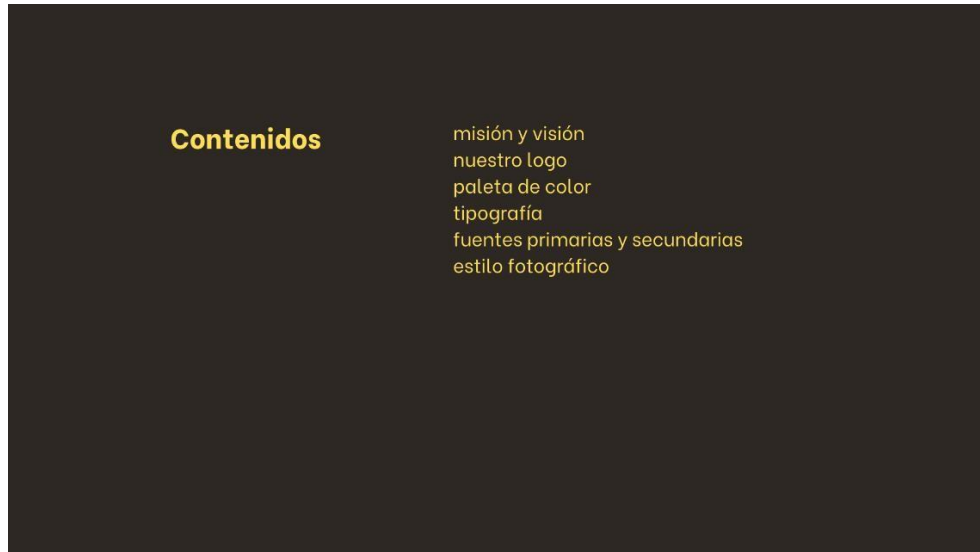 Contenidos
misión y visión
nuestro logo
paleta de color
tipografía
fuentes primarias y secundarias
estilo fotográfico